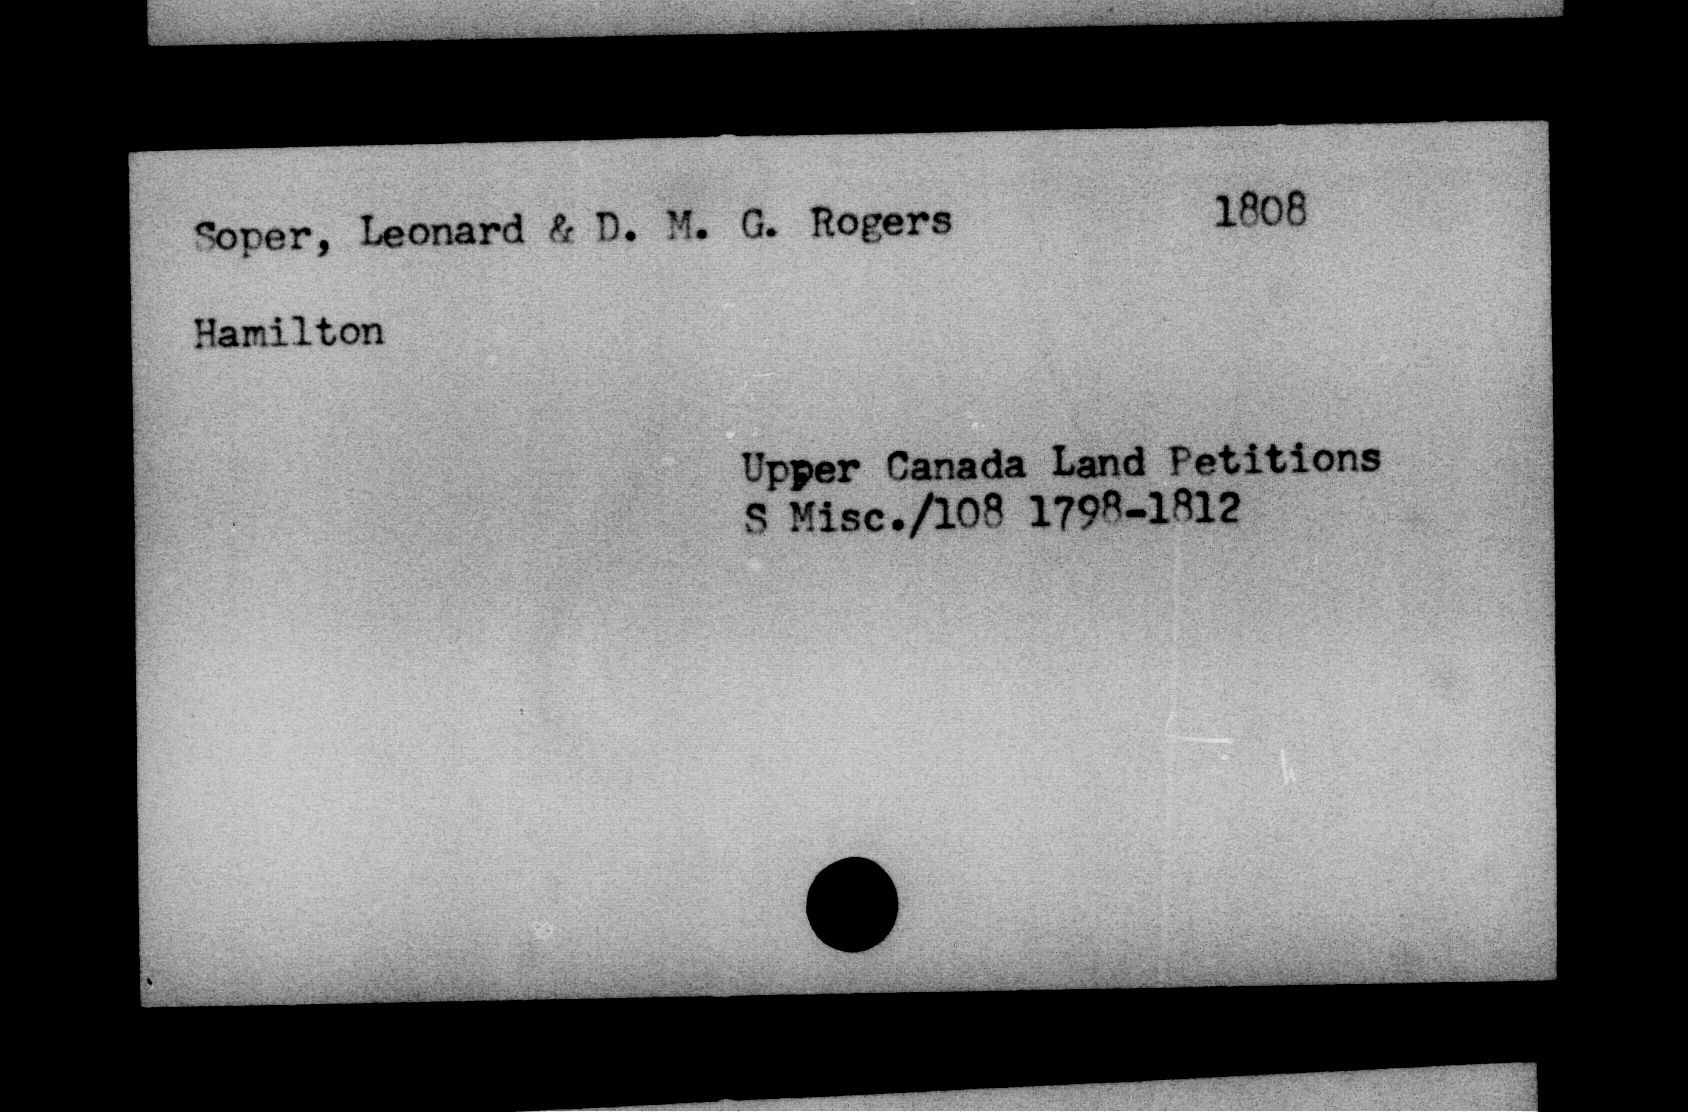 Soper, Leonard & D. M. G. Rogers 1808
Hamilton
Upper Canada Land Petitions
S Misc./108 1798-1812